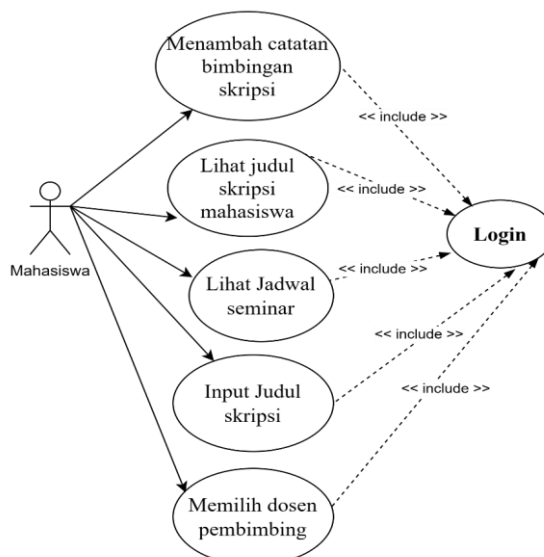 Menambah catatan
bimbingan
skripsi
<< include >>
Lihat judul
skripsi
mahasiswa
<< include >>
Mahasiswa
Login
Lihat Jadwal
seminar
<< include >>
<< include >>
Input Judul
skripsi
<< include >>
Memilih dosen
pembimbing